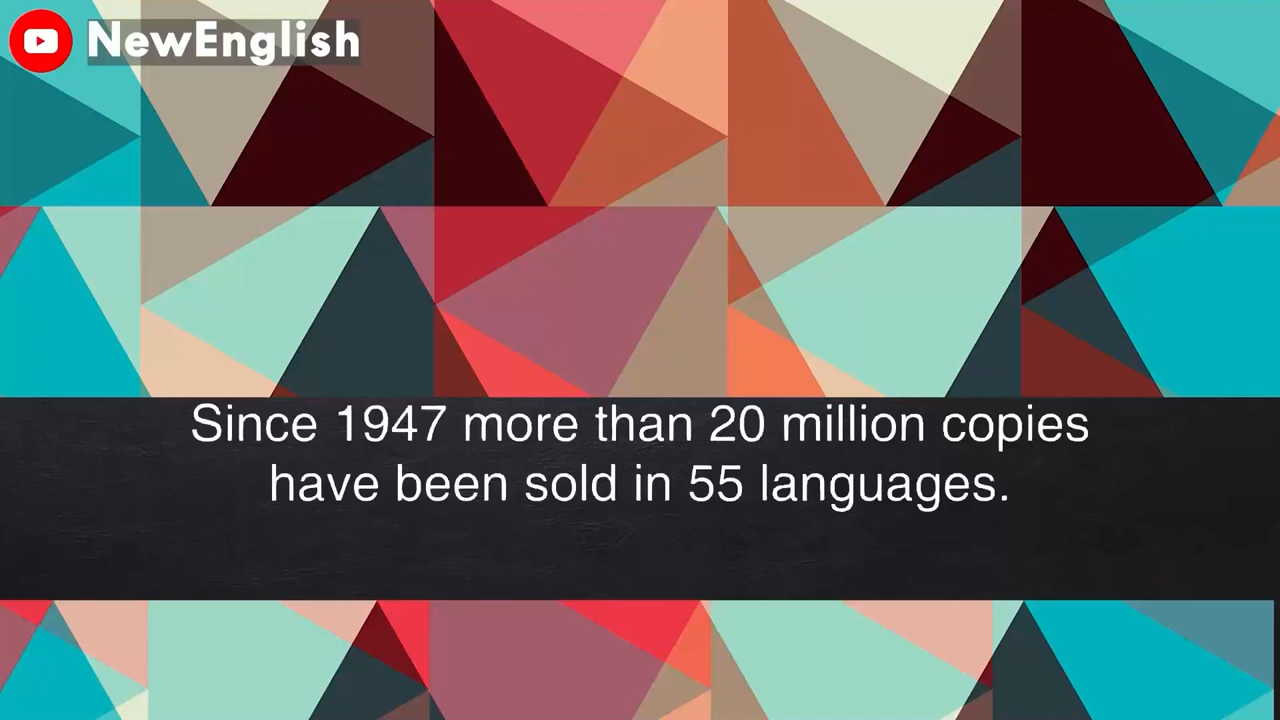 NewEnglish
Since 1947 more than 20 million copies
have been sold in 55 languages.